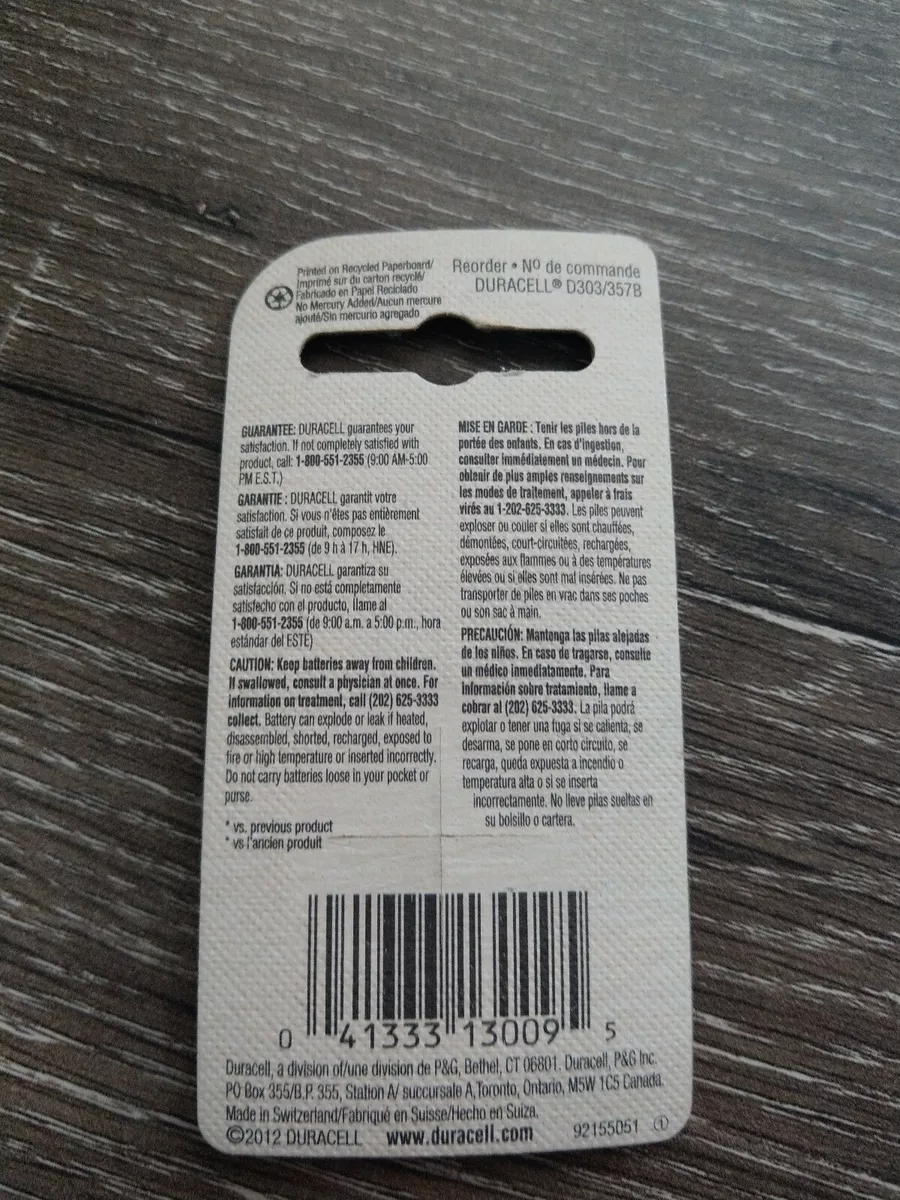 Printed on Recycled Paperboard/
Imprimé sur du carton recyclé/
Fabricado en Papel Reciclado
No Mercury Added/Aucun mercure
ajouté/Sin mercurio agregado
Reorder • Nº de commande
DURACELL® D303/357B
GUARANTEE: DURACELL guarantees your
satisfaction. If not completely satisfied with
product, call: 1-800-551-2355 (9:00 AM-5:00
PM E.S.T.)
GARANTIE : DURACELL garantit votre
satisfaction. Si vous n'êtes pas entièrement
satisfait de ce produit, composez le
1-800-551-2355 (de 9 h à 17 h, HNE).
GARANTIA: DURACELL garantiza su
satisfacción. Si no está completamente
satisfecho con el producto, llame al
1-800-551-2355 (de 9:00 a.m. a 5:00 p.m., hora
estándar del ESTE)
CAUTION: Keep batteries away from children.
If swallowed, consult a physician at once. For
information on treatment, call (202) 625-3333
collect. Battery can explode or leak if heated,
disassembled, shorted, recharged, exposed to
fire or high temperature or inserted incorrectly.
Do not carry batteries loose in your pocket or
purse.
* vs. previous product
* vs l'ancien produit
MISE EN GARDE : Tenir les piles hors de la
portée des enfants. En cas d'ingestion,
consulter immédiatement un médecin. Pour
obtenir de plus amples renseignements sur
les modes de traitement, appeler à frais
virés au 1-202-625-3333. Les piles peuvent
exploser ou couler si elles sont chauffées,
démontées, court-circuitées, rechargées,
exposées aux flammes ou à des températures
élevées ou si elles sont mal insérées. Ne pas
transporter de piles en vrac dans ses poches
ou son sac à main.
PRECAUCIÓN: Mantenga las pilas alejadas
de los niños. En caso de tragarse, consulte
un médico inmediatamente. Para
información sobre tratamiento, llame a
cobrar al (202) 625-3333. La pila podrá
explotar o tener una fuga si se calienta, se
desarma, se pone en corto circuito, se
recarga, queda expuesta a incendio o
temperatura alta o si se inserta
incorrectamente. No lleve pilas sueltas en
su bolsillo o cartera.
0 41333 13009 5
Duracell, a division of/une division de P&G, Bethel, CT 06801. Duracell, P&G Inc.
PO Box 355/B.P. 355, Station A/ succursale A, Toronto, Ontario, M5W 1C5 Canada.
Made in Switzerland/Fabriqué en Suisse/Hecho en Suiza.
©2012 DURACELL www.duracell.com 92155051 ①